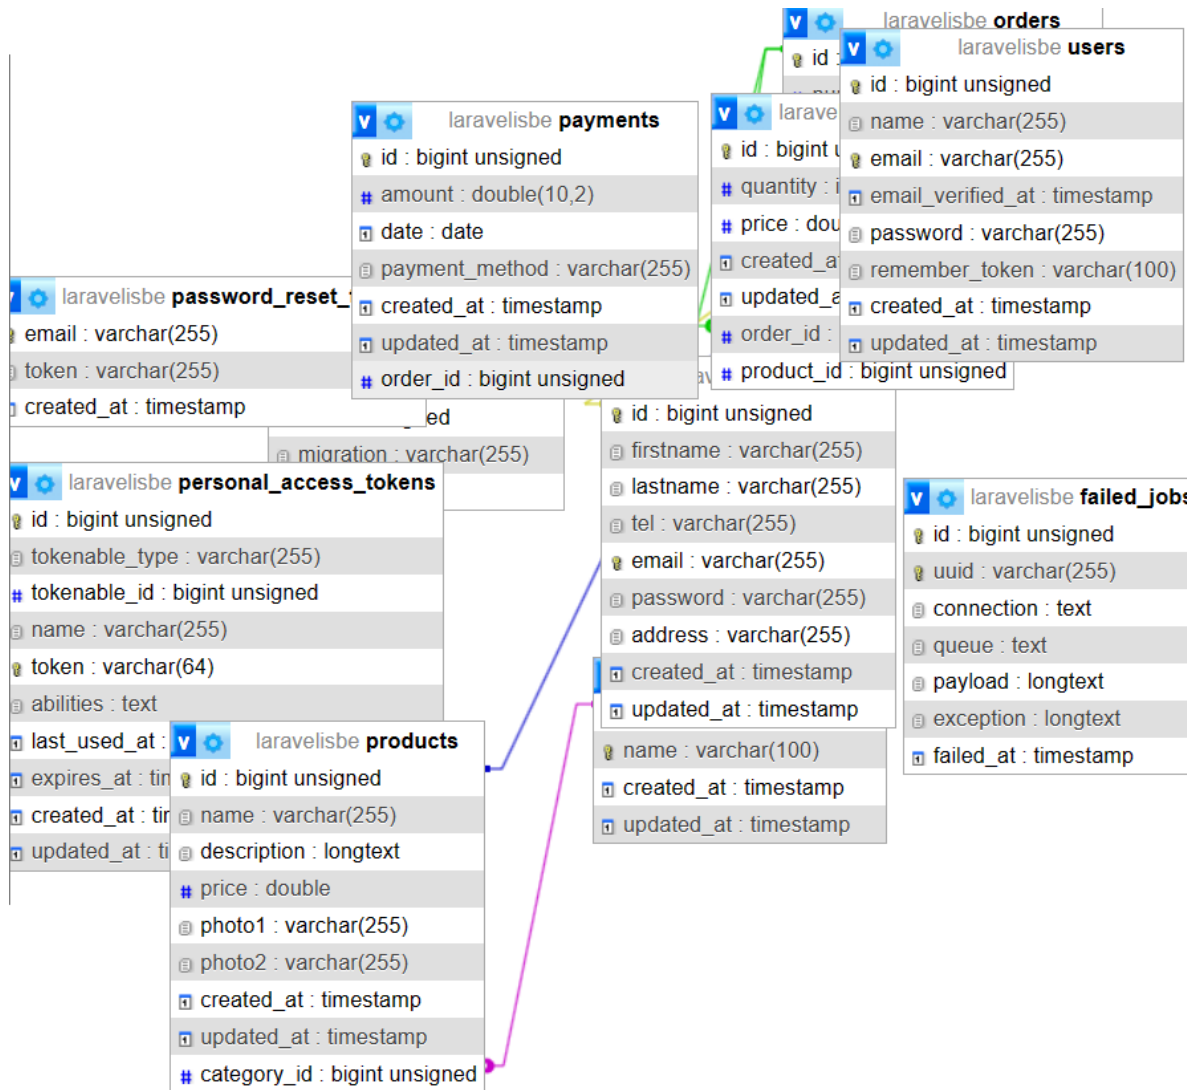 laravelisbe orders
id :
laravelisbe users
id : bigint unsigned
name : varchar(255)
email : varchar(255)
email_verified_at : timestamp
password : varchar(255)
remember_token : varchar(100)
created_at : timestamp
updated_at : timestamp
laravelisbe payments
id : bigint unsigned
amount : double(10,2)
date : date
payment_method : varchar(255)
created_at : timestamp
updated_at : timestamp
order_id : bigint unsigned
larave
id : bigint
quantity :
price : dou
created_a
updated_a
order_id :
product_id : bigint unsigned
laravelisbe password_reset_
email : varchar(255)
token : varchar(255)
created_at : timestamp
ed
migration : varchar(255)
id : bigint unsigned
firstname : varchar(255)
lastname : varchar(255)
tel : varchar(255)
email : varchar(255)
password : varchar(255)
address : varchar(255)
created_at : timestamp
updated_at : timestamp
laravelisbe personal_access_tokens
id : bigint unsigned
tokenable_type : varchar(255)
tokenable_id : bigint unsigned
name : varchar(255)
token : varchar(64)
abilities : text
last_used_at :
expires_at : tim
created_at : tir
updated_at : ti
laravelisbe failed_jobs
id : bigint unsigned
uuid : varchar(255)
connection : text
queue : text
payload : longtext
exception : longtext
failed_at : timestamp
name : varchar(100)
created_at : timestamp
updated_at : timestamp
laravelisbe products
id : bigint unsigned
name : varchar(255)
description : longtext
price : double
photo1 : varchar(255)
photo2 : varchar(255)
created_at : timestamp
updated_at : timestamp
category_id : bigint unsigned